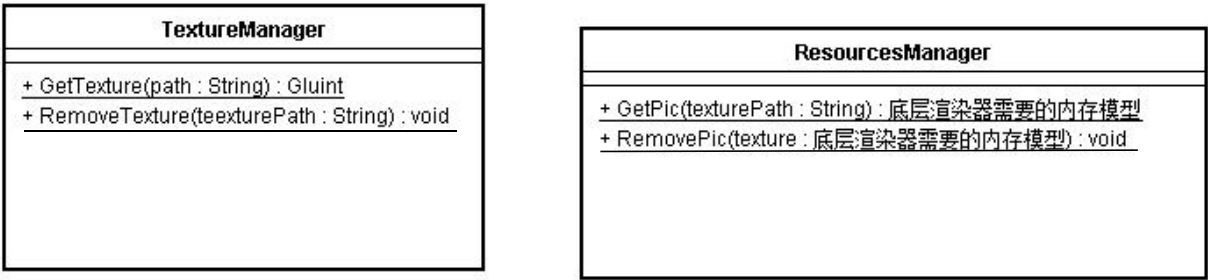 TextureManager
+ GetTexture(path : String) : Gluint
+ RemoveTexture(teexturePath : String) : void
ResourcesManager
+ GetPic(texturePath : String) : 底层渲染器需要的内存模型
+ RemovePic(texture : 底层渲染器需要的内存模型) : void